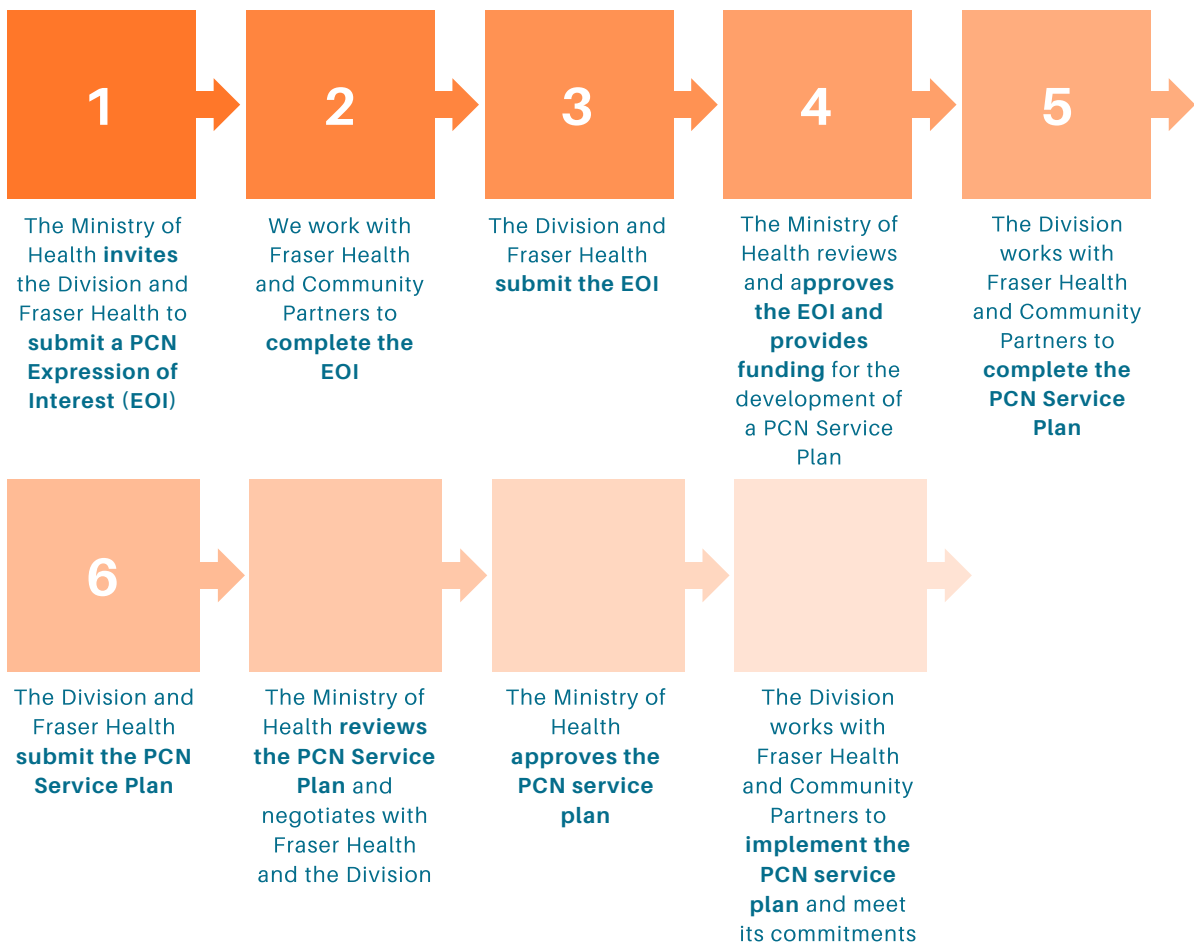 1
The Ministry of
Health invites
the Division and
Fraser Health to
submit a PCN
Expression of
Interest (EOI)
2
We work with
Fraser Health
and Community
Partners to
complete the
EOI
3
The Division and
Fraser Health
submit the EOI
4
The Ministry of
Health reviews
and approves
the EOI and
provides
funding for the
development of
a PCN Service
Plan
5
The Division
works with
Fraser Health
and Community
Partners to
complete the
PCN Service
Plan
6
The Division and
Fraser Health
submit the PCN
Service Plan
The Ministry of
Health reviews
the PCN Service
Plan and
negotiates with
Fraser Health
and the Division
The Ministry of
Health
approves the
PCN service
plan
The Division
works with
Fraser Health
and Community
Partners to
implement the
PCN service
plan and meet
its commitments